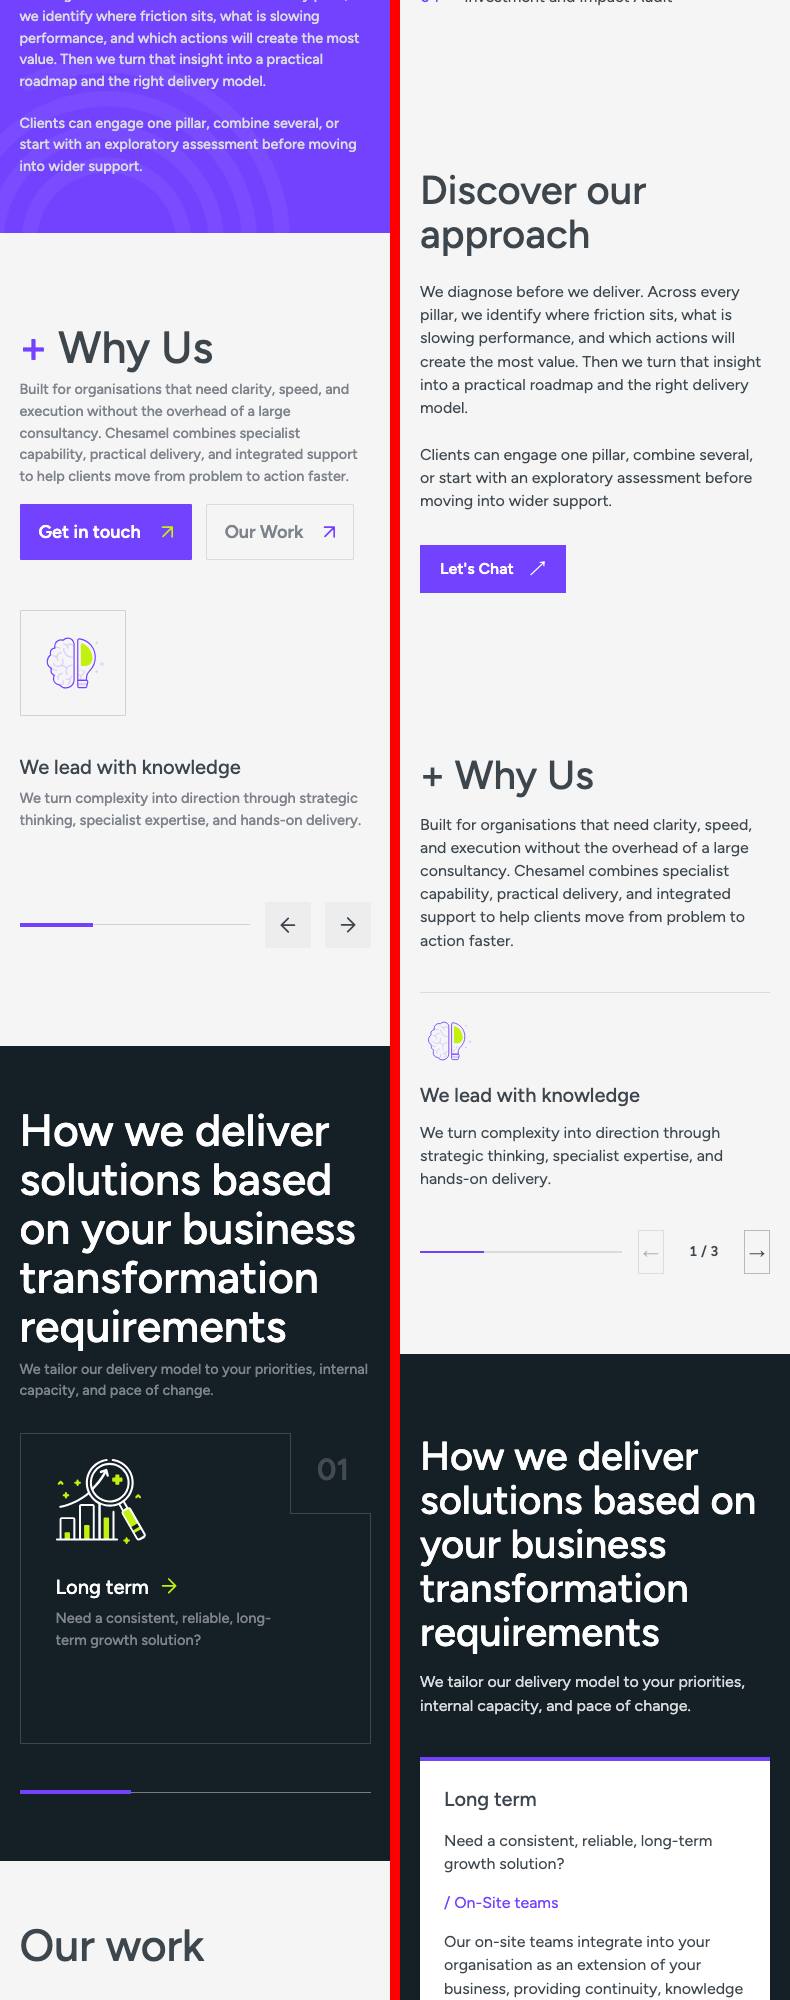 we identify where friction sits, what is slowing
performance, and which actions will create the most
value. Then we turn that insight into a practical
roadmap and the right delivery model.
Clients can engage one pillar, combine several, or
start with an exploratory assessment before moving
into wider support.
+ Why Us
Built for organisations that need clarity, speed, and
execution without the overhead of a large
consultancy. Chesamel combines specialist
capability, practical delivery, and integrated support
to help clients move from problem to action faster.
Get in touch
Our Work
We lead with knowledge
We turn complexity into direction through strategic
thinking, specialist expertise, and hands-on delivery.
How we deliver
solutions based
on your business
transformation
requirements
We tailor our delivery model to your priorities, internal
capacity, and pace of change.
01
Long term
Need a consistent, reliable, long-
term growth solution?
Our work
Investment and Impact Audit
Discover our
approach
We diagnose before we deliver. Across every
pillar, we identify where friction sits, what is
slowing performance, and which actions will
create the most value. Then we turn that insight
into a practical roadmap and the right delivery
model.
Clients can engage one pillar, combine several,
or start with an exploratory assessment before
moving into wider support.
Let's Chat
+ Why Us
Built for organisations that need clarity, speed,
and execution without the overhead of a large
consultancy. Chesamel combines specialist
capability, practical delivery, and integrated
support to help clients move from problem to
action faster.
We lead with knowledge
We turn complexity into direction through
strategic thinking, specialist expertise, and
hands-on delivery.
← 1 / 3 →
How we deliver
solutions based on
your business
transformation
requirements
We tailor our delivery model to your priorities,
internal capacity, and pace of change.
Long term
Need a consistent, reliable, long-term
growth solution?
/ On-Site teams
Our on-site teams integrate into your
organisation as an extension of your
business, providing continuity, knowledge